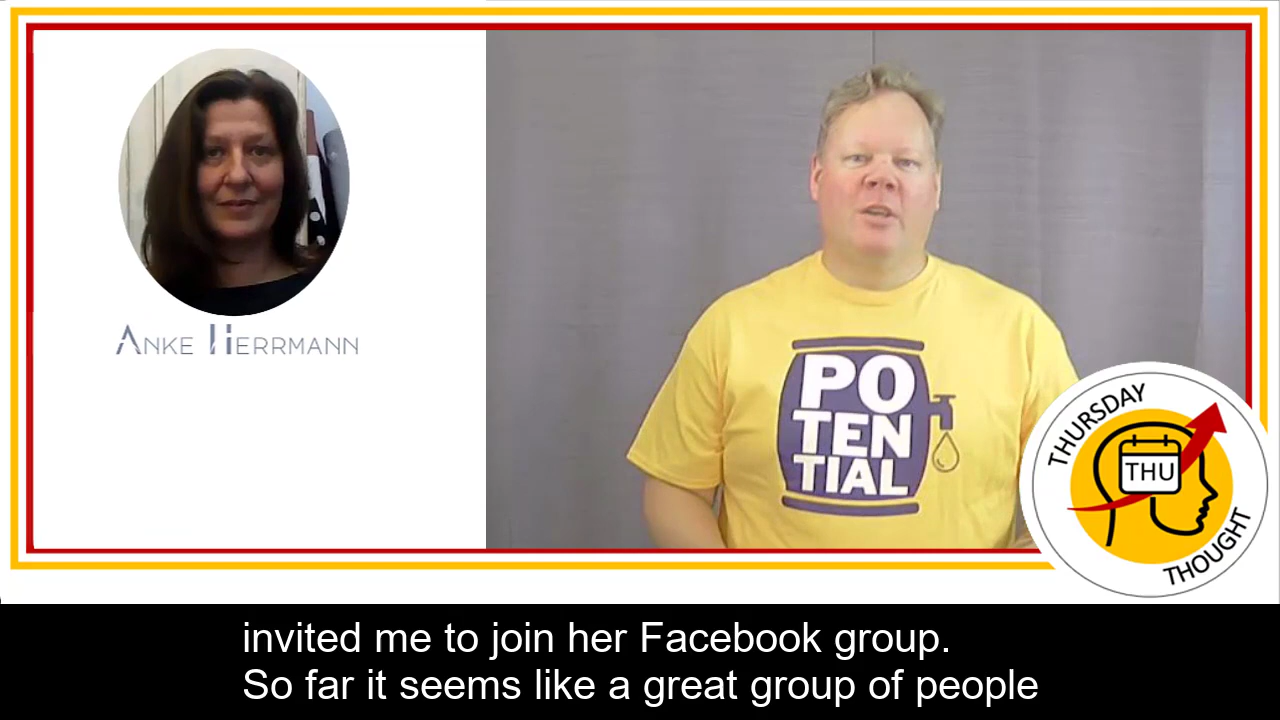 ANKE HERRMANN
PO
TEN
TIAL
THURSDAY
THU
THOUGHT
invited me to join her Facebook group.
So far it seems like a great group of people